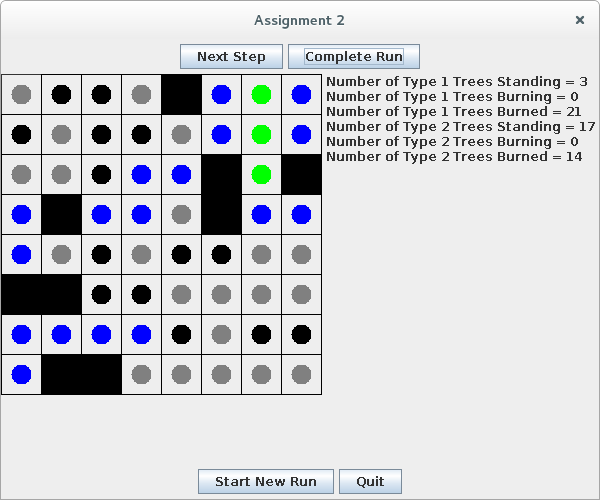 Assignment 2
Next Step Complete Run
Number of Type 1 Trees Standing = 3
Number of Type 1 Trees Burning = 0
Number of Type 1 Trees Burned = 21
Number of Type 2 Trees Standing = 17
Number of Type 2 Trees Burning = 0
Number of Type 2 Trees Burned = 14
Start New Run Quit